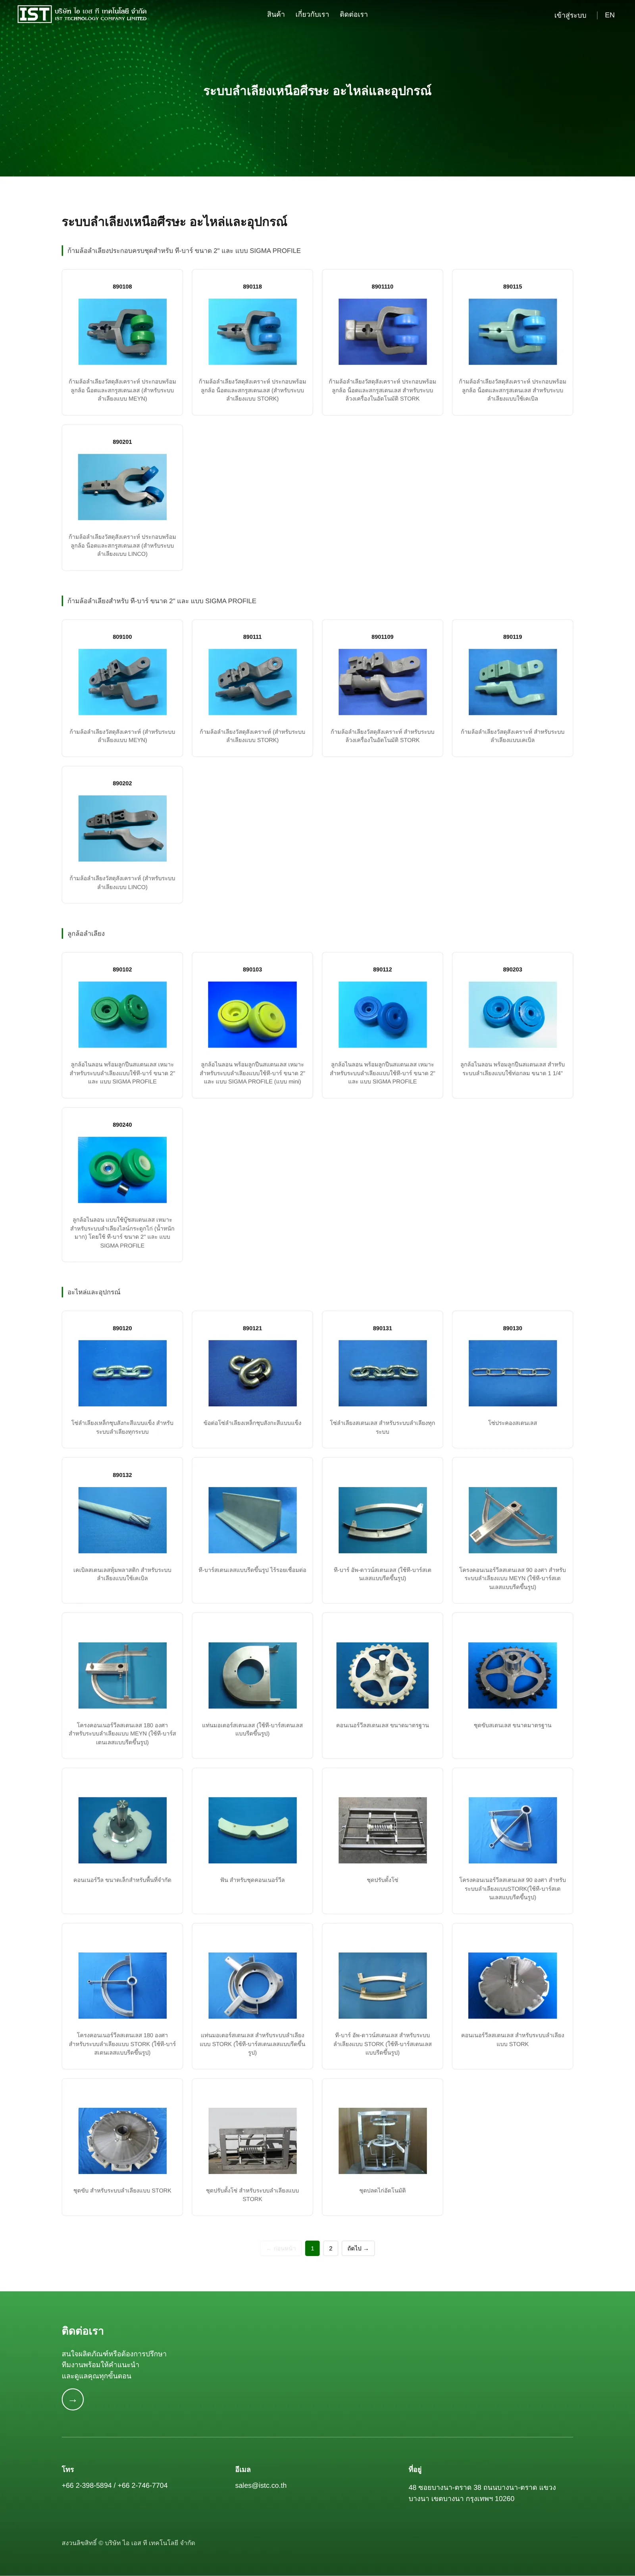 IST บริษัท ไอ เอส ที เทคโนโลยี จำกัด
IST TECHNOLOGY COMPANY LIMITED
สินค้า
เกี่ยวกับเรา
ติดต่อเรา
เข้าสู่ระบบ
EN
ระบบลำเลียงเหนือศีรษะ อะไหล่และอุปกรณ์
ระบบลำเลียงเหนือศีรษะ อะไหล่และอุปกรณ์
ก้ามล้อลำเลียงประกอบครบชุดสำหรับ ที-บาร์ ขนาด 2" และ แบบ SIGMA PROFILE
890108
ก้ามล้อลำเลียงวัสดุสังเคราะห์ ประกอบพร้อม
ลูกล้อ น็อตและสกรูสเตนเลส (สำหรับระบบ
ลำเลียงแบบ MEYN)
890118
ก้ามล้อลำเลียงวัสดุสังเคราะห์ ประกอบพร้อม
ลูกล้อ น็อตและสกรูสเตนเลส (สำหรับระบบ
ลำเลียงแบบ STORK)
8901110
ก้ามล้อลำเลียงวัสดุสังเคราะห์ ประกอบพร้อม
ลูกล้อ น็อตและสกรูสเตนเลส สำหรับระบบ
ล้วงเครื่องในอัตโนมัติ STORK
890115
ก้ามล้อลำเลียงวัสดุสังเคราะห์ ประกอบพร้อม
ลูกล้อ น็อตและสกรูสเตนเลส สำหรับระบบ
ลำเลียงแบบใช้เคเบิล
890201
ก้ามล้อลำเลียงวัสดุสังเคราะห์ ประกอบพร้อม
ลูกล้อ น็อตและสกรูสเตนเลส (สำหรับระบบ
ลำเลียงแบบ LINCO)
ก้ามล้อลำเลียงสำหรับ ที-บาร์ ขนาด 2" และ แบบ SIGMA PROFILE
809100
ก้ามล้อลำเลียงวัสดุสังเคราะห์ (สำหรับระบบ
ลำเลียงแบบ MEYN)
890111
ก้ามล้อลำเลียงวัสดุสังเคราะห์ (สำหรับระบบ
ลำเลียงแบบ STORK)
8901109
ก้ามล้อลำเลียงวัสดุสังเคราะห์ สำหรับระบบ
ล้วงเครื่องในอัตโนมัติ STORK
890119
ก้ามล้อลำเลียงวัสดุสังเคราะห์ สำหรับระบบ
ลำเลียงแบบเคเบิล
890202
ก้ามล้อลำเลียงวัสดุสังเคราะห์ (สำหรับระบบ
ลำเลียงแบบ LINCO)
ลูกล้อลำเลียง
890102
ลูกล้อไนลอน พร้อมลูกปืนสแตนเลส เหมาะ
สำหรับระบบลำเลียงแบบใช้ที-บาร์ ขนาด 2"
และ แบบ SIGMA PROFILE
890103
ลูกล้อไนลอน พร้อมลูกปืนสแตนเลส เหมาะ
สำหรับระบบลำเลียงแบบใช้ที-บาร์ ขนาด 2"
และ แบบ SIGMA PROFILE (แบบ mini)
890112
ลูกล้อไนลอน พร้อมลูกปืนสแตนเลส เหมาะ
สำหรับระบบลำเลียงแบบใช้ที-บาร์ ขนาด 2"
และ แบบ SIGMA PROFILE
890203
ลูกล้อไนลอน พร้อมลูกปืนสแตนเลส สำหรับ
ระบบลำเลียงแบบใช้ท่อกลม ขนาด 1 1/4"
890240
ลูกล้อไนลอน แบบใช้บู๊ชสแตนเลส เหมาะ
สำหรับระบบลำเลียงไลน์กระดูกไก่ (น้ำหนัก
มาก) โดยใช้ ที-บาร์ ขนาด 2" และ แบบ
SIGMA PROFILE
อะไหล่และอุปกรณ์
890120
โซ่ลำเลียงเหล็กชุบสังกะสีแบบแข็ง สำหรับ
ระบบลำเลียงทุกระบบ
890121
ข้อต่อโซ่ลำเลียงเหล็กชุบสังกะสีแบบแข็ง
890131
โซ่ลำเลียงสเตนเลส สำหรับระบบลำเลียงทุก
ระบบ
890130
โซ่ประคองสเตนเลส
890132
เคเบิลสเตนเลสหุ้มพลาสติก สำหรับระบบ
ลำเลียงแบบใช้เคเบิล
ที-บาร์สเตนเลสแบบรีดขึ้นรูป ไร้รอยเชื่อมต่อ
ที-บาร์ อัพ-ดาวน์สเตนเลส (ใช้ที-บาร์สเต
นเลสแบบรีดขึ้นรูป)
โครงคอนเนอร์วีลสเตนเลส 90 องศา สำหรับ
ระบบลำเลียงแบบ MEYN (ใช้ที-บาร์สเต
นเลสแบบรีดขึ้นรูป)
โครงคอนเนอร์วีลสเตนเลส 180 องศา
สำหรับระบบลำเลียงแบบ MEYN (ใช้ที-บาร์ส
เตนเลสแบบรีดขึ้นรูป)
แท่นมอเตอร์สเตนเลส (ใช้ที-บาร์สเตนเลส
แบบรีดขึ้นรูป)
คอนเนอร์วีลสเตนเลส ขนาดมาตรฐาน
ชุดขับสเตนเลส ขนาดมาตรฐาน
คอนเนอร์วีล ขนาดเล็กสำหรับพื้นที่จำกัด
ฟัน สำหรับชุดคอนเนอร์วีล
ชุดปรับตั้งโซ่
โครงคอนเนอร์วีลสเตนเลส 90 องศา สำหรับ
ระบบลำเลียงแบบSTORK(ใช้ที-บาร์สเต
นเลสแบบรีดขึ้นรูป)
โครงคอนเนอร์วีลสเตนเลส 180 องศา
สำหรับระบบลำเลียงแบบ STORK (ใช้ที-บาร์
สเตนเลสแบบรีดขึ้นรูป)
แท่นมอเตอร์สเตนเลส สำหรับระบบลำเลียง
แบบ STORK (ใช้ที-บาร์สเตนเลสแบบรีดขึ้น
รูป)
ที-บาร์ อัพ-ดาวน์สเตนเลส สำหรับระบบ
ลำเลียงแบบ STORK (ใช้ที-บาร์สเตนเลส
แบบรีดขึ้นรูป)
คอนเนอร์วีลสเตนเลส สำหรับระบบลำเลียง
แบบ STORK
ชุดขับ สำหรับระบบลำเลียงแบบ STORK
ชุดปรับตั้งโซ่ สำหรับระบบลำเลียงแบบ
STORK
ชุดปลดไก่อัตโนมัติ
1
2
ถัดไป →
ติดต่อเรา
สนใจผลิตภัณฑ์หรือต้องการปรึกษา
ทีมงานพร้อมให้คำแนะนำ
และดูแลคุณทุกขั้นตอน
→
โทร
+66 2-398-5894 / +66 2-746-7704
อีเมล
sales@istc.co.th
ที่อยู่
48 ซอยบางนา-ตราด 38 ถนนบางนา-ตราด แขวง
บางนา เขตบางนา กรุงเทพฯ 10260
สงวนลิขสิทธิ์ © บริษัท ไอ เอส ที เทคโนโลยี จำกัด